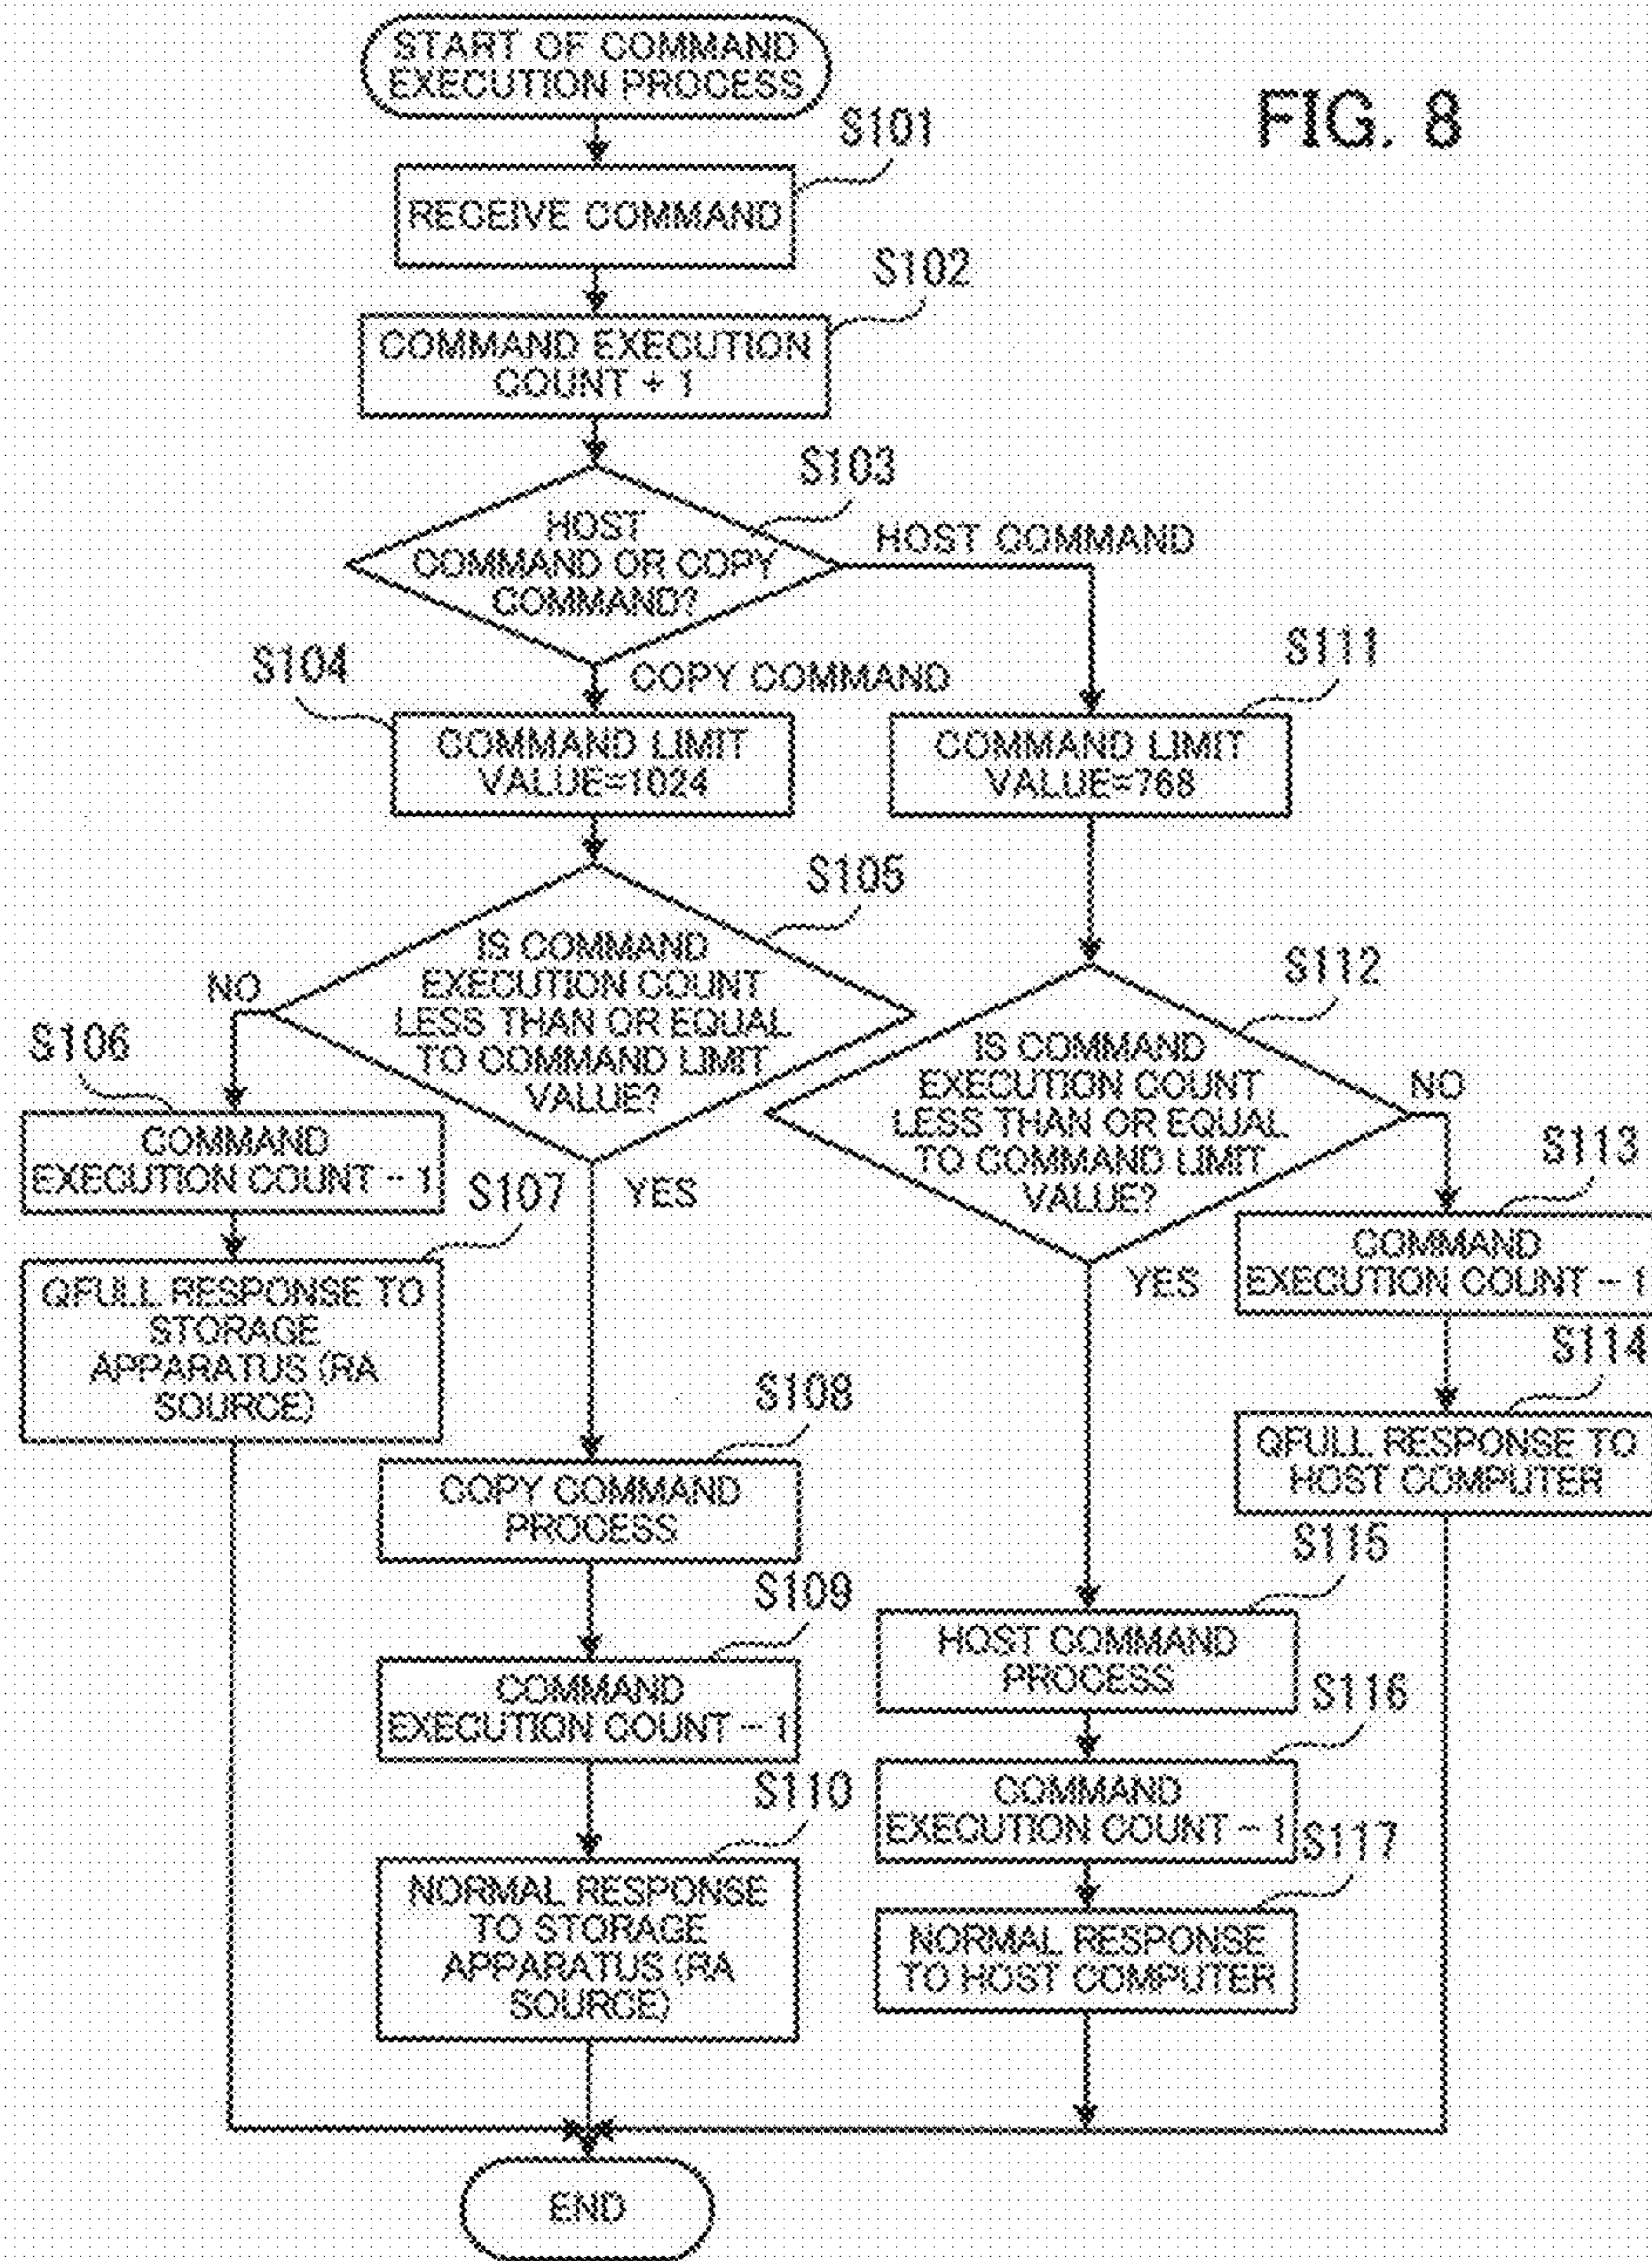 START OF COMMAND
EXECUTION PROCESS
FIG. 8
S101
RECEIVE COMMAND
S102
COMMAND EXECUTION
COUNT + 1
S103
HOST
COMMAND OR COPY
COMMAND?
HOST COMMAND
COPY COMMAND
S104
COMMAND LIMIT
VALUE=1024
S111
COMMAND LIMIT
VALUE=768
S105
IS COMMAND
EXECUTION COUNT
LESS THAN OR EQUAL
TO COMMAND LIMIT
VALUE?
NO
YES
S112
IS COMMAND
EXECUTION COUNT
LESS THAN OR EQUAL
TO COMMAND LIMIT
VALUE?
NO
YES
S106
COMMAND
EXECUTION COUNT - 1
S107
QFULL RESPONSE TO
STORAGE
APPARATUS (RA
SOURCE)
S113
COMMAND
EXECUTION COUNT - 1
S114
QFULL RESPONSE TO
HOST COMPUTER
S108
COPY COMMAND
PROCESS
S109
COMMAND
EXECUTION COUNT - 1
S110
NORMAL RESPONSE
TO STORAGE
APPARATUS (RA
SOURCE)
S115
HOST COMMAND
PROCESS
S116
COMMAND
EXECUTION COUNT - 1
S117
NORMAL RESPONSE
TO HOST COMPUTER
END